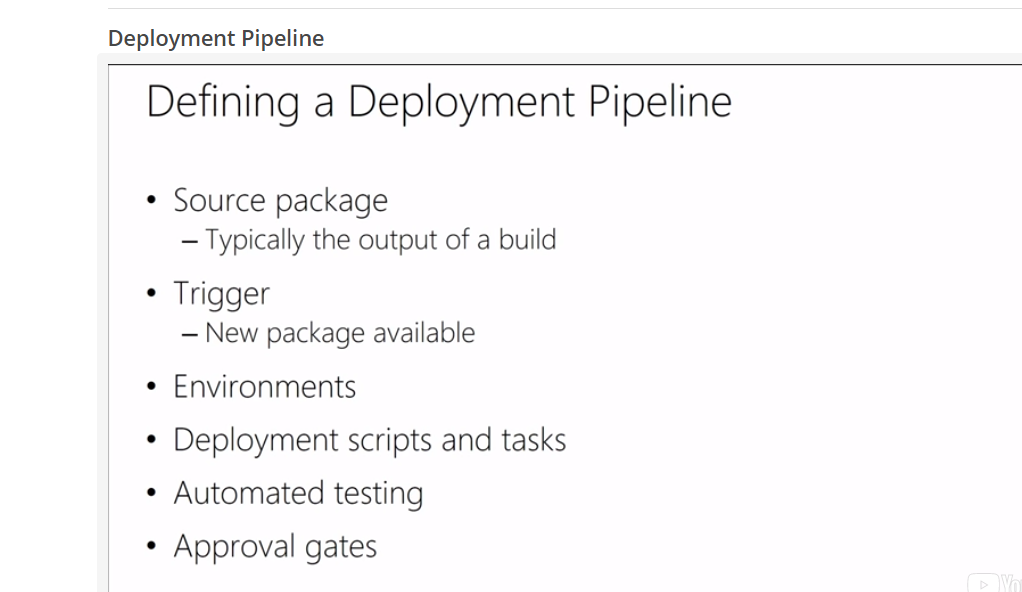 Deployment Pipeline
Defining a Deployment Pipeline
• Source package
– Typically the output of a build
• Trigger
– New package available
• Environments
• Deployment scripts and tasks
• Automated testing
• Approval gates